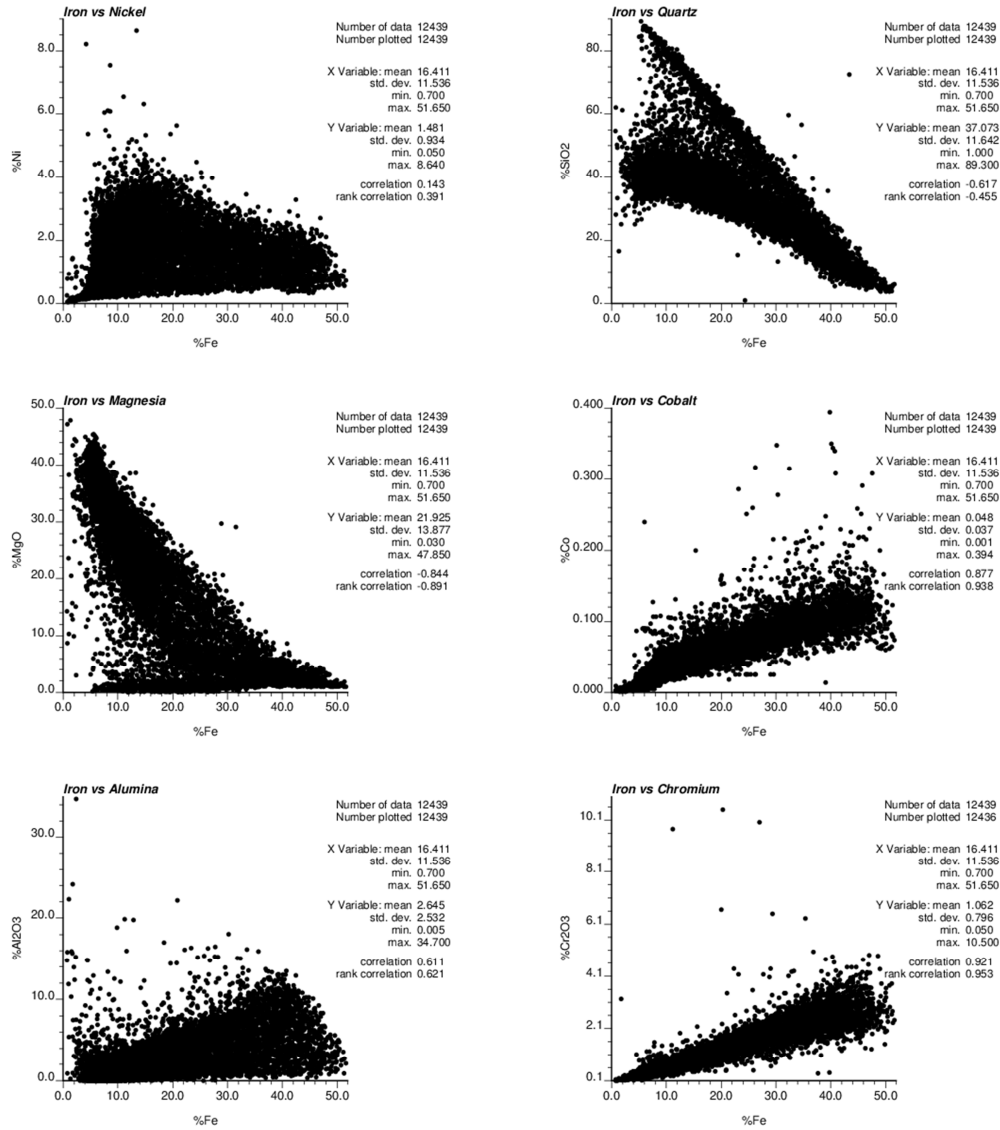 Iron vs Nickel
Number of data 12439
Number plotted 12439
X Variable: mean 16.411
std. dev. 11.536
min. 0.700
max. 51.650
Y Variable: mean 1.481
std. dev. 0.934
min. 0.050
max. 8.640
correlation 0.143
rank correlation 0.391
%Ni
8.0
6.0
4.0
2.0
0.0
0.0 10.0 20.0 30.0 40.0 50.0
%Fe
Iron vs Quartz
Number of data 12439
Number plotted 12439
X Variable: mean 16.411
std. dev. 11.536
min. 0.700
max. 51.650
Y Variable: mean 37.073
std. dev. 11.642
min. 1.000
max. 89.300
correlation -0.617
rank correlation -0.455
%SiO2
80.
60.
40.
20.
0.
0.0 10.0 20.0 30.0 40.0 50.0
%Fe
Iron vs Magnesia
Number of data 12439
Number plotted 12439
X Variable: mean 16.411
std. dev. 11.536
min. 0.700
max. 51.650
Y Variable: mean 21.925
std. dev. 13.877
min. 0.030
max. 47.850
correlation -0.844
rank correlation -0.891
%MgO
50.0
40.0
30.0
20.0
10.0
0.0
0.0 10.0 20.0 30.0 40.0 50.0
%Fe
Iron vs Cobalt
Number of data 12439
Number plotted 12439
X Variable: mean 16.411
std. dev. 11.536
min. 0.700
max. 51.650
Y Variable: mean 0.048
std. dev. 0.037
min. 0.001
max. 0.394
correlation 0.877
rank correlation 0.938
%Co
0.400
0.300
0.200
0.100
0.000
0.0 10.0 20.0 30.0 40.0 50.0
%Fe
Iron vs Alumina
Number of data 12439
Number plotted 12439
X Variable: mean 16.411
std. dev. 11.536
min. 0.700
max. 51.650
Y Variable: mean 2.645
std. dev. 2.532
min. 0.005
max. 34.700
correlation 0.611
rank correlation 0.621
%Al2O3
30.0
20.0
10.0
0.0
0.0 10.0 20.0 30.0 40.0 50.0
%Fe
Iron vs Chromium
Number of data 12439
Number plotted 12436
X Variable: mean 16.411
std. dev. 11.536
min. 0.700
max. 51.650
Y Variable: mean 1.062
std. dev. 0.796
min. 0.050
max. 10.500
correlation 0.921
rank correlation 0.953
%Cr2O3
10.1
8.1
6.1
4.1
2.1
0.1
0.0 10.0 20.0 30.0 40.0 50.0
%Fe